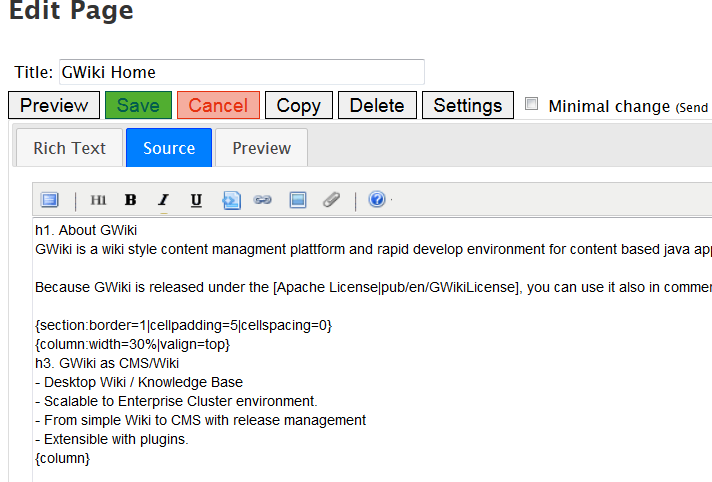 Edit Page
Title: GWiki Home
Preview Save Cancel Copy Delete Settings Minimal change (Send
Rich Text Source Preview
H1 B I U
h1. About GWiki
GWiki is a wiki style content managment plattform and rapid develop environment for content based java app
Because GWiki is released under the [Apache License|pub/en/GWikiLicense], you can use it also in commer
{section:border=1|cellpadding=5|cellspacing=0}
{column:width=30%|valign=top}
h3. GWiki as CMS/Wiki
- Desktop Wiki / Knowledge Base
- Scalable to Enterprise Cluster environment.
- From simple Wiki to CMS with release management
- Extensible with plugins.
{column}